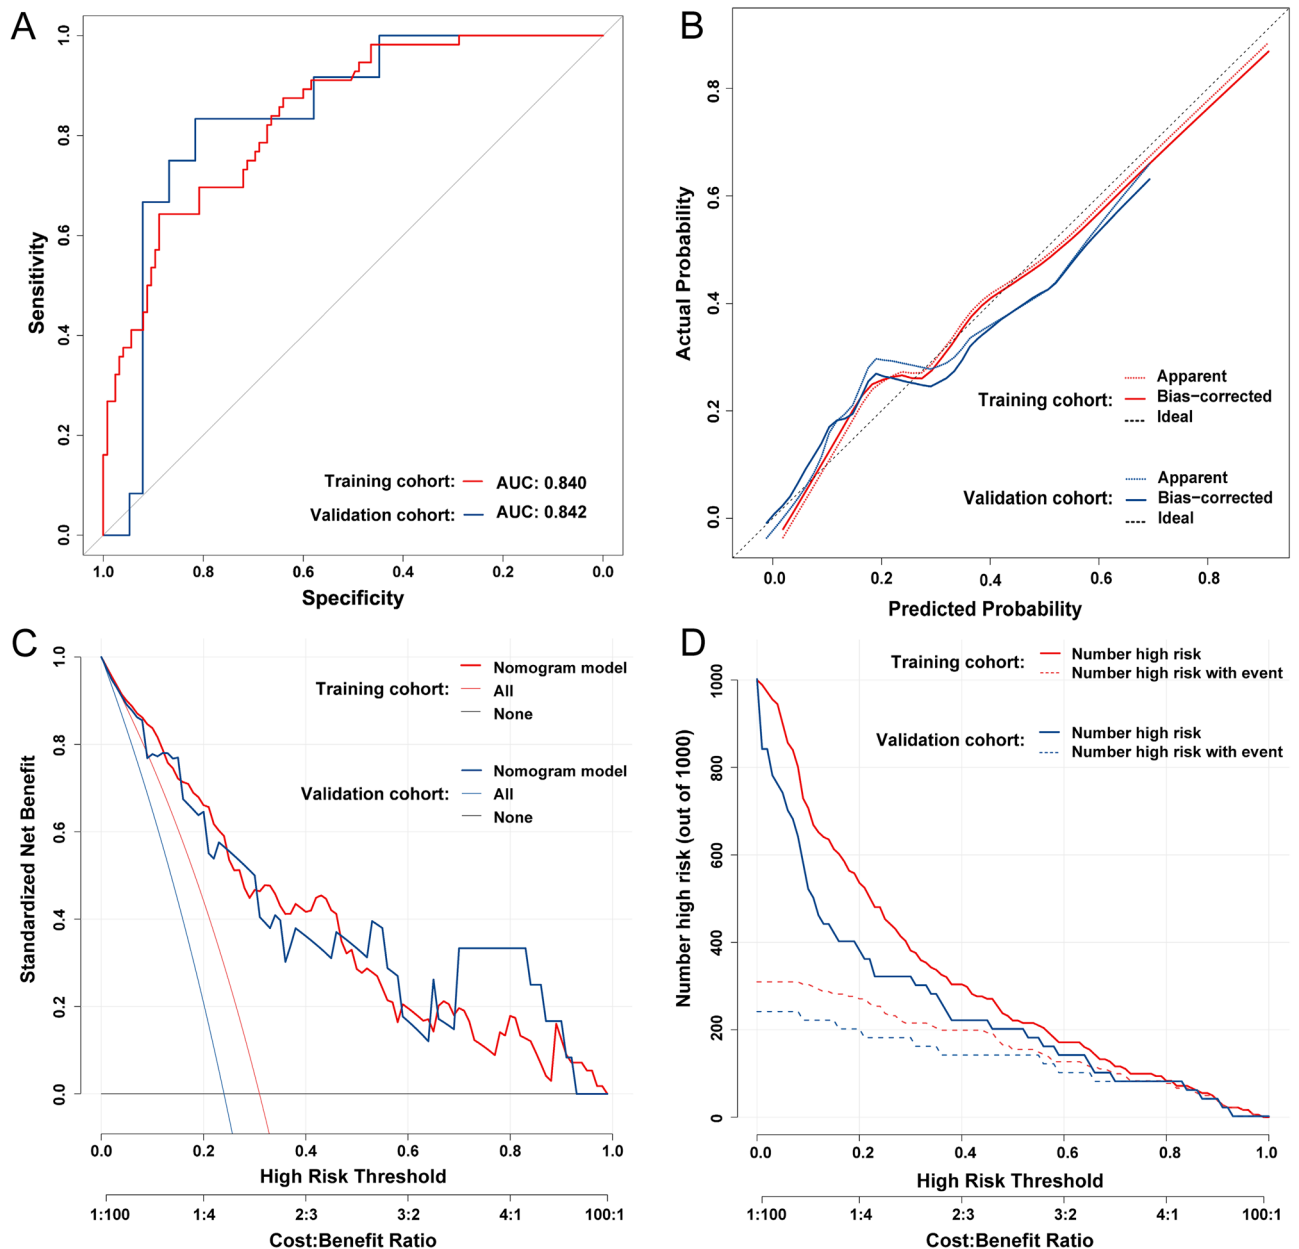 A
1.0
0.8
0.6
0.4
0.2
0.0
Sensitivity
Training cohort: AUC: 0.840
Validation cohort: AUC: 0.842
1.0 0.8 0.6 0.4 0.2 0.0
Specificity
B
0.8
0.6
0.4
0.2
0.0
Actual Probability
Apparent
Training cohort: Bias-corrected
Ideal
Apparent
Validation cohort: Bias-corrected
Ideal
0.0 0.2 0.4 0.6 0.8
Predicted Probability
C
1.0
0.8
0.6
0.4
0.2
0.0
Standardized Net Benefit
Nomogram model
Training cohort: All
None
Nomogram model
Validation cohort: All
None
0.0 0.2 0.4 0.6 0.8 1.0
High Risk Threshold
1:100 1:4 2:3 3:2 4:1 100:1
Cost:Benefit Ratio
D
1000
800
600
400
200
0
Number high risk (out of 1000)
Training cohort: Number high risk
Number high risk with event
Validation cohort: Number high risk
Number high risk with event
0.0 0.2 0.4 0.6 0.8 1.0
High Risk Threshold
1:100 1:4 2:3 3:2 4:1 100:1
Cost:Benefit Ratio